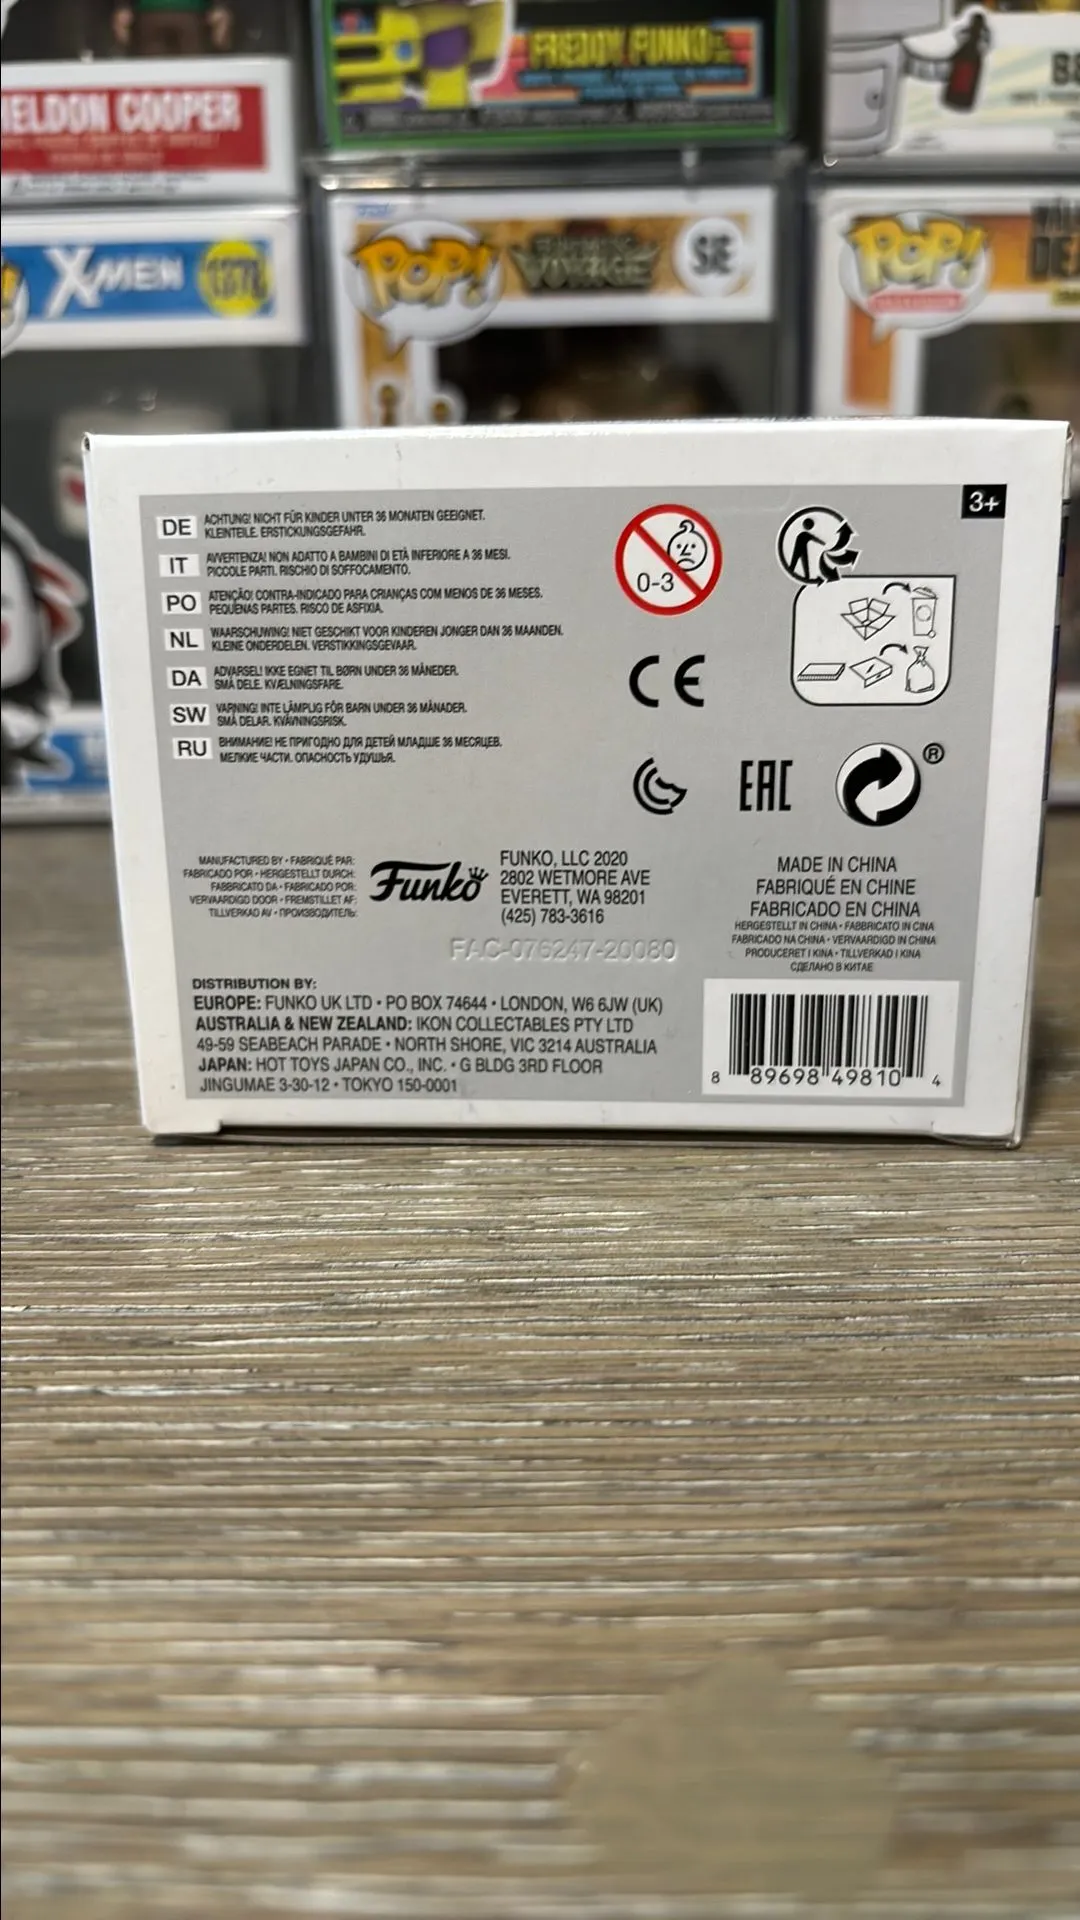 ELDON COOPER
FREDDY FUNKO
X-MEN
POP!
SE
POP!
3+
DE ACHTUNG! NICHT FÜR KINDER UNTER 36 MONATEN GEEIGNET.
KLEINTEILE. ERSTICKUNGSGEFAHR.
IT AVVERTENZA! NON ADATTO A BAMBINI DI ETÀ INFERIORE A 36 MESI.
PICCOLE PARTI. RISCHIO DI SOFFOCAMENTO.
PO ATENÇÃO! CONTRA-INDICADO PARA CRIANÇAS COM MENOS DE 36 MESES.
PEQUENAS PARTES. RISCO DE ASFIXIA.
NL WAARSCHUWING! NIET GESCHIKT VOOR KINDEREN JONGER DAN 36 MAANDEN.
KLEINE ONDERDELEN. VERSTIKKINGSGEVAAR.
DA ADVARSEL! IKKE EGNET TIL BØRN UNDER 36 MÅNEDER.
SMÅ DELE. KVÆLNINGSFARE.
SW VARNING! INTE LÄMPLIG FÖR BARN UNDER 36 MÅNADER.
SMÅ DELAR. KVÄVNINGSRISK.
RU ВНИМАНИЕ! НЕ ПРИГОДНО ДЛЯ ДЕТЕЙ МЛАДШЕ 36 МЕСЯЦЕВ.
МЕЛКИЕ ЧАСТИ. ОПАСНОСТЬ УДУШЬЯ.
0-3
CE
EAC
®
MANUFACTURED BY • FABRIQUÉ PAR:
FABRICADO POR • HERGESTELLT DURCH:
FABBRICATO DA • FABRICADO POR:
VERVAARDIGD DOOR • FREMSTILLET AF:
TILLVERKAD AV • ПРОИЗВОДИТЕЛЬ:
Funko
FUNKO, LLC 2020
2802 WETMORE AVE
EVERETT, WA 98201
(425) 783-3616
FAC-076247-20080
MADE IN CHINA
FABRIQUÉ EN CHINE
FABRICADO EN CHINA
HERGESTELLT IN CHINA • FABBRICATO IN CINA
FABRICADO NA CHINA • VERVAARDIGD IN CHINA
PRODUCERET I KINA • TILLVERKAD I KINA
СДЕЛАНО В КИТАЕ
DISTRIBUTION BY:
EUROPE: FUNKO UK LTD • PO BOX 74644 • LONDON, W6 6JW (UK)
AUSTRALIA & NEW ZEALAND: IKON COLLECTABLES PTY LTD
49-59 SEABEACH PARADE • NORTH SHORE, VIC 3214 AUSTRALIA
JAPAN: HOT TOYS JAPAN CO., INC. • G BLDG 3RD FLOOR
JINGUMAE 3-30-12 • TOKYO 150-0001
8 89698 49810 4